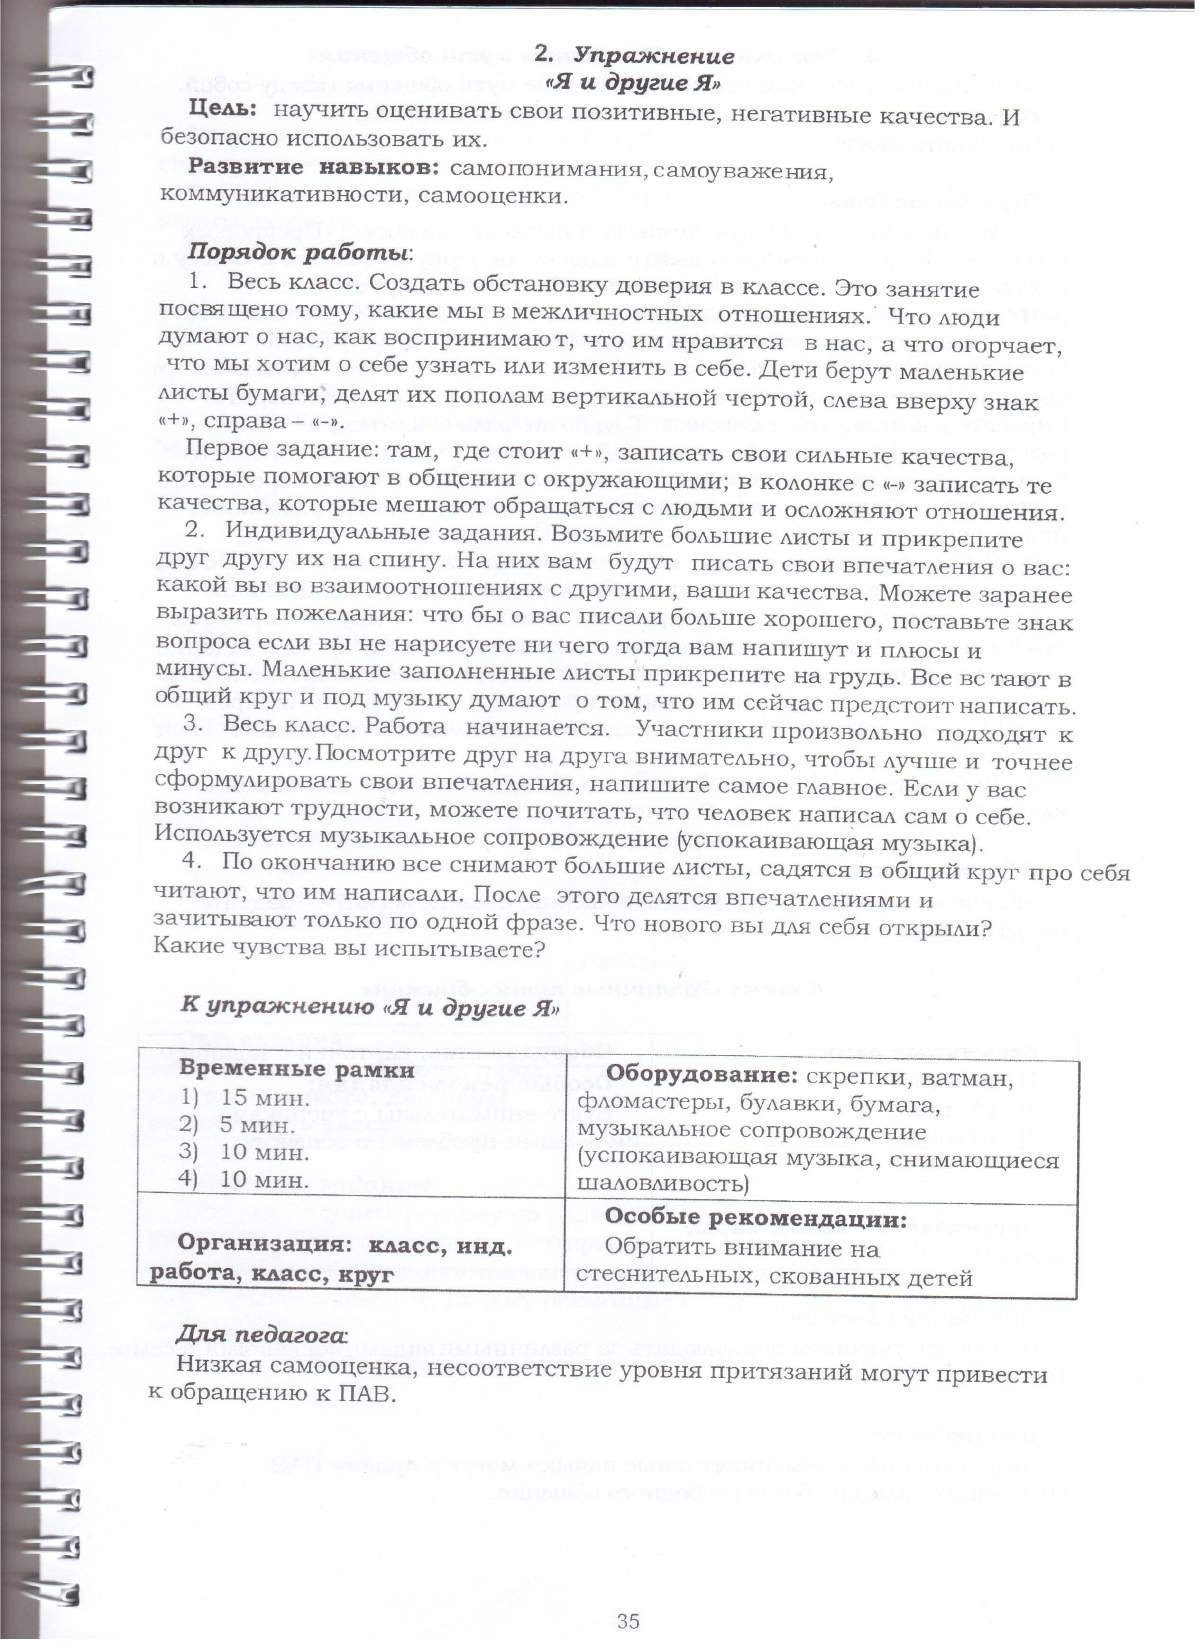 2. Упражнение
«Я и другие Я»
Цель: научить оценивать свои позитивные, негативные качества. И
безопасно использовать их.
Развитие навыков: самопонимания, самоуважения,
коммуникативности, самооценки.
Порядок работы:
1. Весь класс. Создать обстановку доверия в классе. Это занятие
посвящено тому, какие мы в межличностных отношениях. Что люди
думают о нас, как воспринимают, что им нравится в нас, а что огорчает,
что мы хотим о себе узнать или изменить в себе. Дети берут маленькие
листы бумаги; делят их пополам вертикальной чертой, слева вверху знак
«+», справа – «-».
Первое задание: там, где стоит «+», записать свои сильные качества,
которые помогают в общении с окружающими; в колонке с «-» записать те
качества, которые мешают обращаться с людьми и осложняют отношения.
2. Индивидуальные задания. Возьмите большие листы и прикрепите
друг другу их на спину. На них вам будут писать свои впечатления о вас:
какой вы во взаимоотношениях с другими, ваши качества. Можете заранее
выразить пожелания: что бы о вас писали больше хорошего, поставьте знак
вопроса если вы не нарисуете ни чего тогда вам напишут и плюсы и
минусы. Маленькие заполненные листы прикрепите на грудь. Все встают в
общий круг и под музыку думают о том, что им сейчас предстоит написать.
3. Весь класс. Работа начинается. Участники произвольно подходят к
друг к другу. Посмотрите друг на друга внимательно, чтобы лучше и точнее
сформулировать свои впечатления, напишите самое главное. Если у вас
возникают трудности, можете почитать, что человек написал сам о себе.
Используется музыкальное сопровождение (успокаивающая музыка).
4. По окончанию все снимают большие листы, садятся в общий круг про себя
читают, что им написали. После этого делятся впечатлениями и
зачитывают только по одной фразе. Что нового вы для себя открыли?
Какие чувства вы испытываете?
К упражнению «Я и другие Я»
Временные рамки
1) 15 мин.
2) 5 мин.
3) 10 мин.
4) 10 мин.
Оборудование: скрепки, ватман,
фломастеры, булавки, бумага,
музыкальное сопровождение
(успокаивающая музыка, снимающиеся
шаловливость)
Организация: класс, инд.
работа, класс, круг
Особые рекомендации:
Обратить внимание на
стеснительных, скованных детей
Для педагога:
Низкая самооценка, несоответствие уровня притязаний могут привести
к обращению к ПАВ.
35